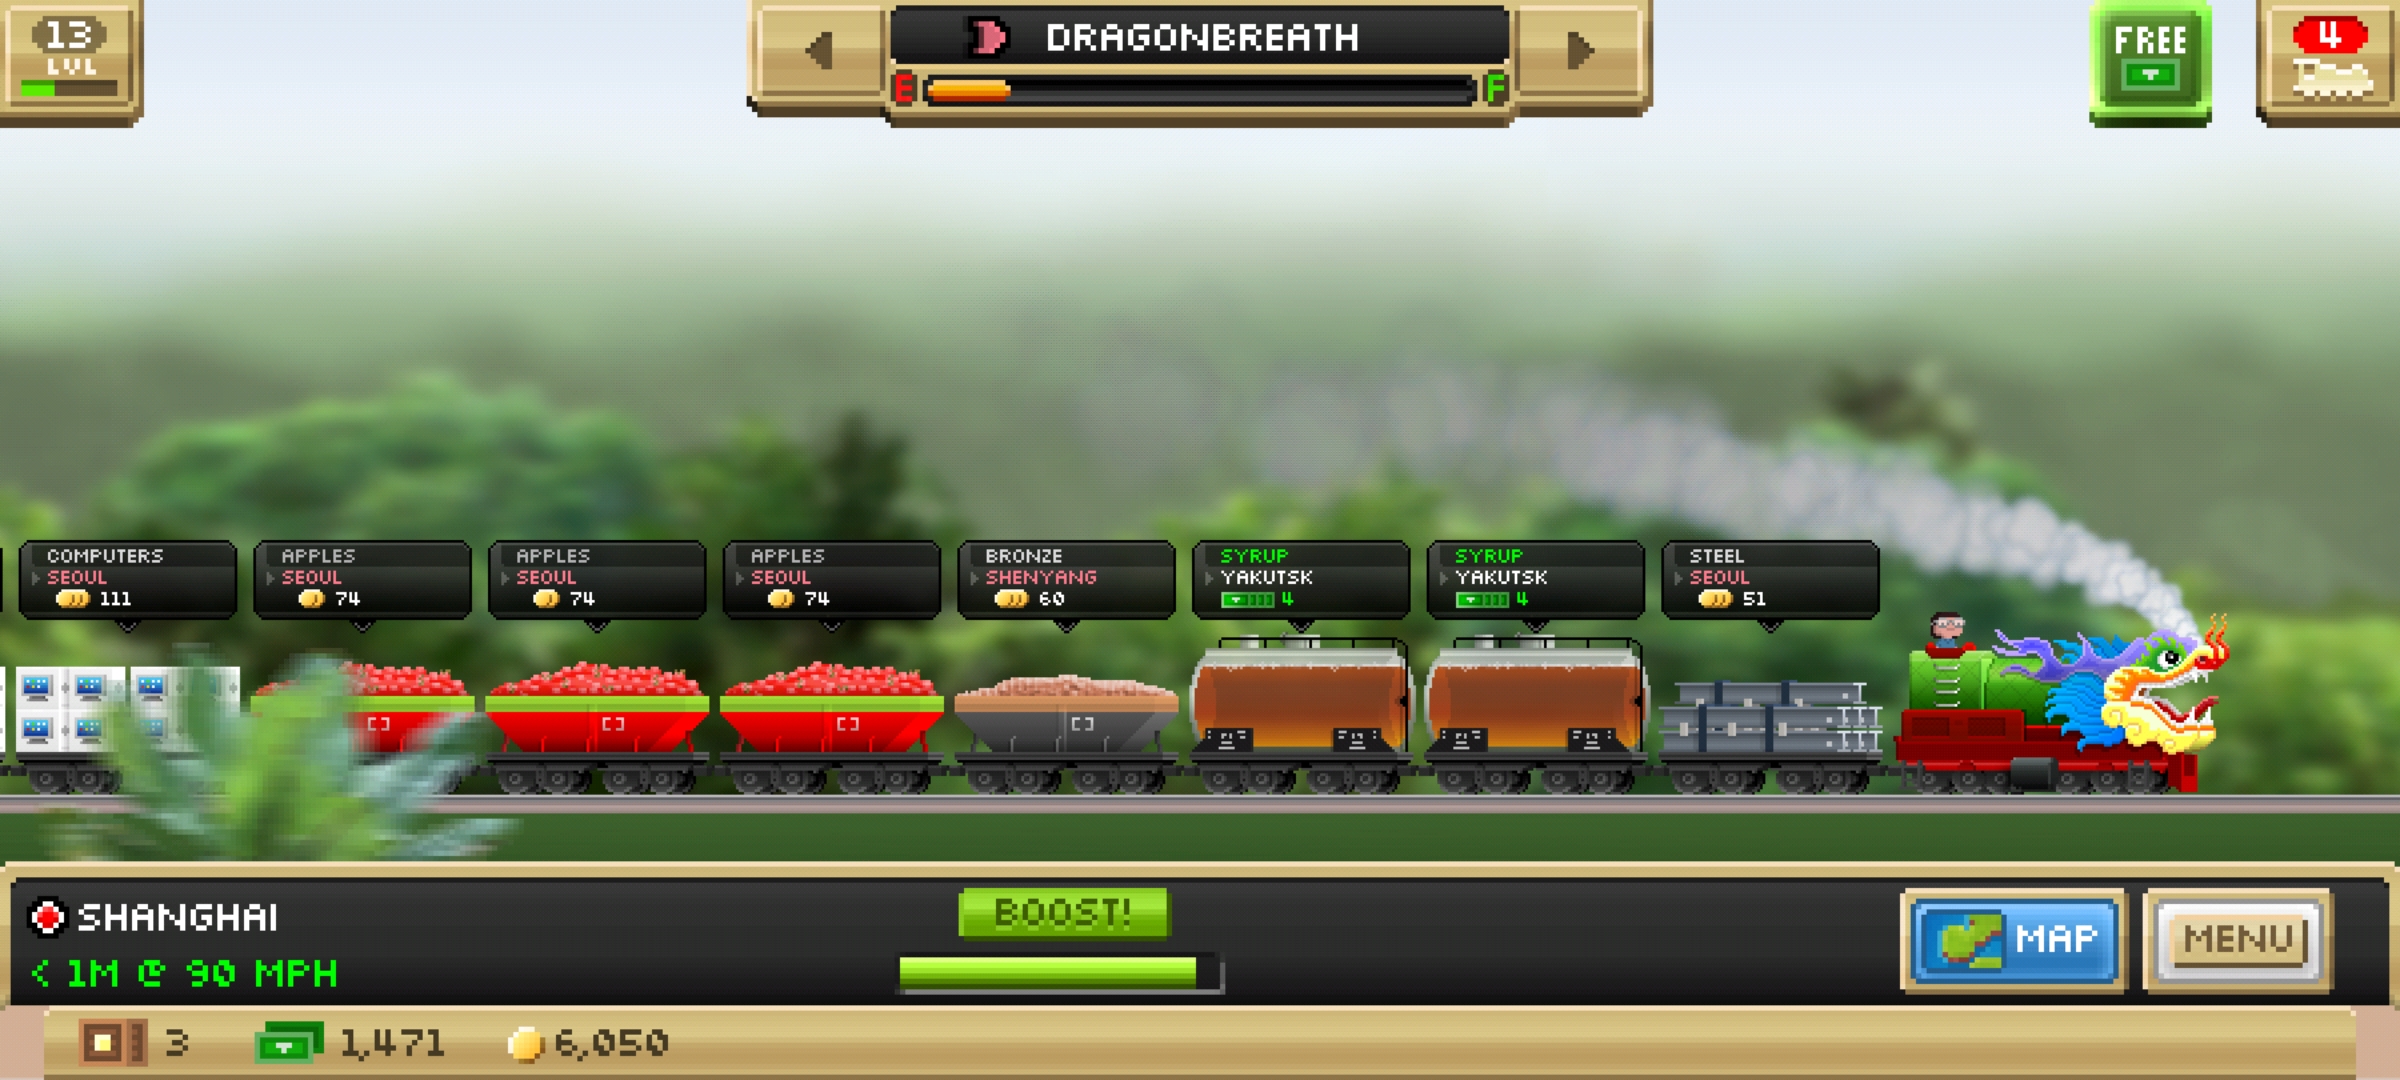 13
LVL
DRAGONBREATH
E F
FREE
4
COMPUTERS
SEOUL
111
APPLES
SEOUL
74
APPLES
SEOUL
74
APPLES
SEOUL
74
BRONZE
SHENYANG
60
SYRUP
YAKUTSK
4
SYRUP
YAKUTSK
4
STEEL
SEOUL
51
SHANGHAI
< 1M @ 90 MPH
BOOST!
MAP
MENU
3
1,471
6,050